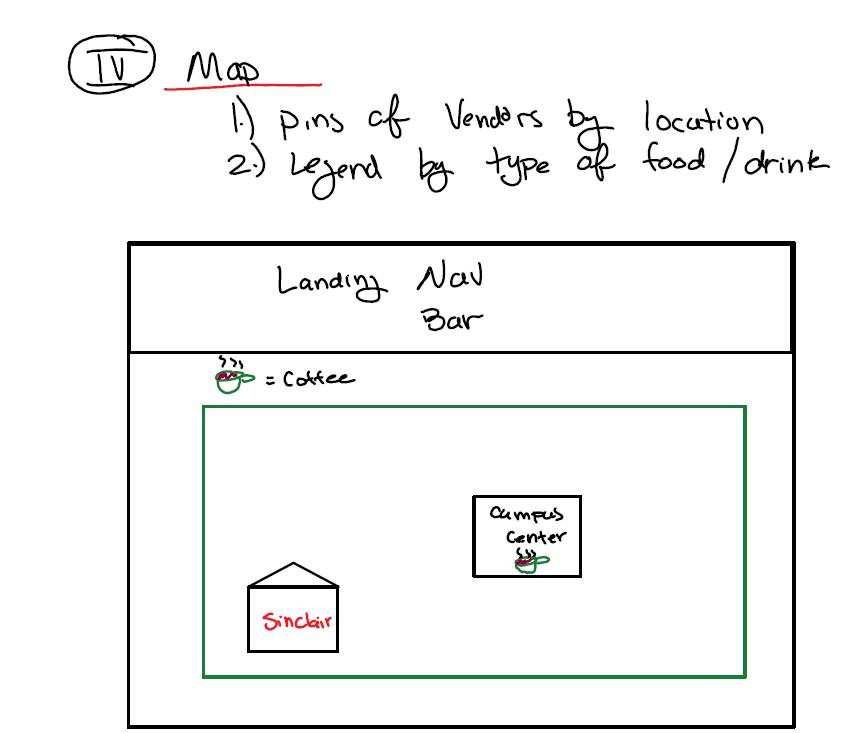 IV Map
1.) pins of Vendors by location
2.) Legend by type of food / drink
Landing Nav
Bar
= Coffee
Campus
Center
Sinclair